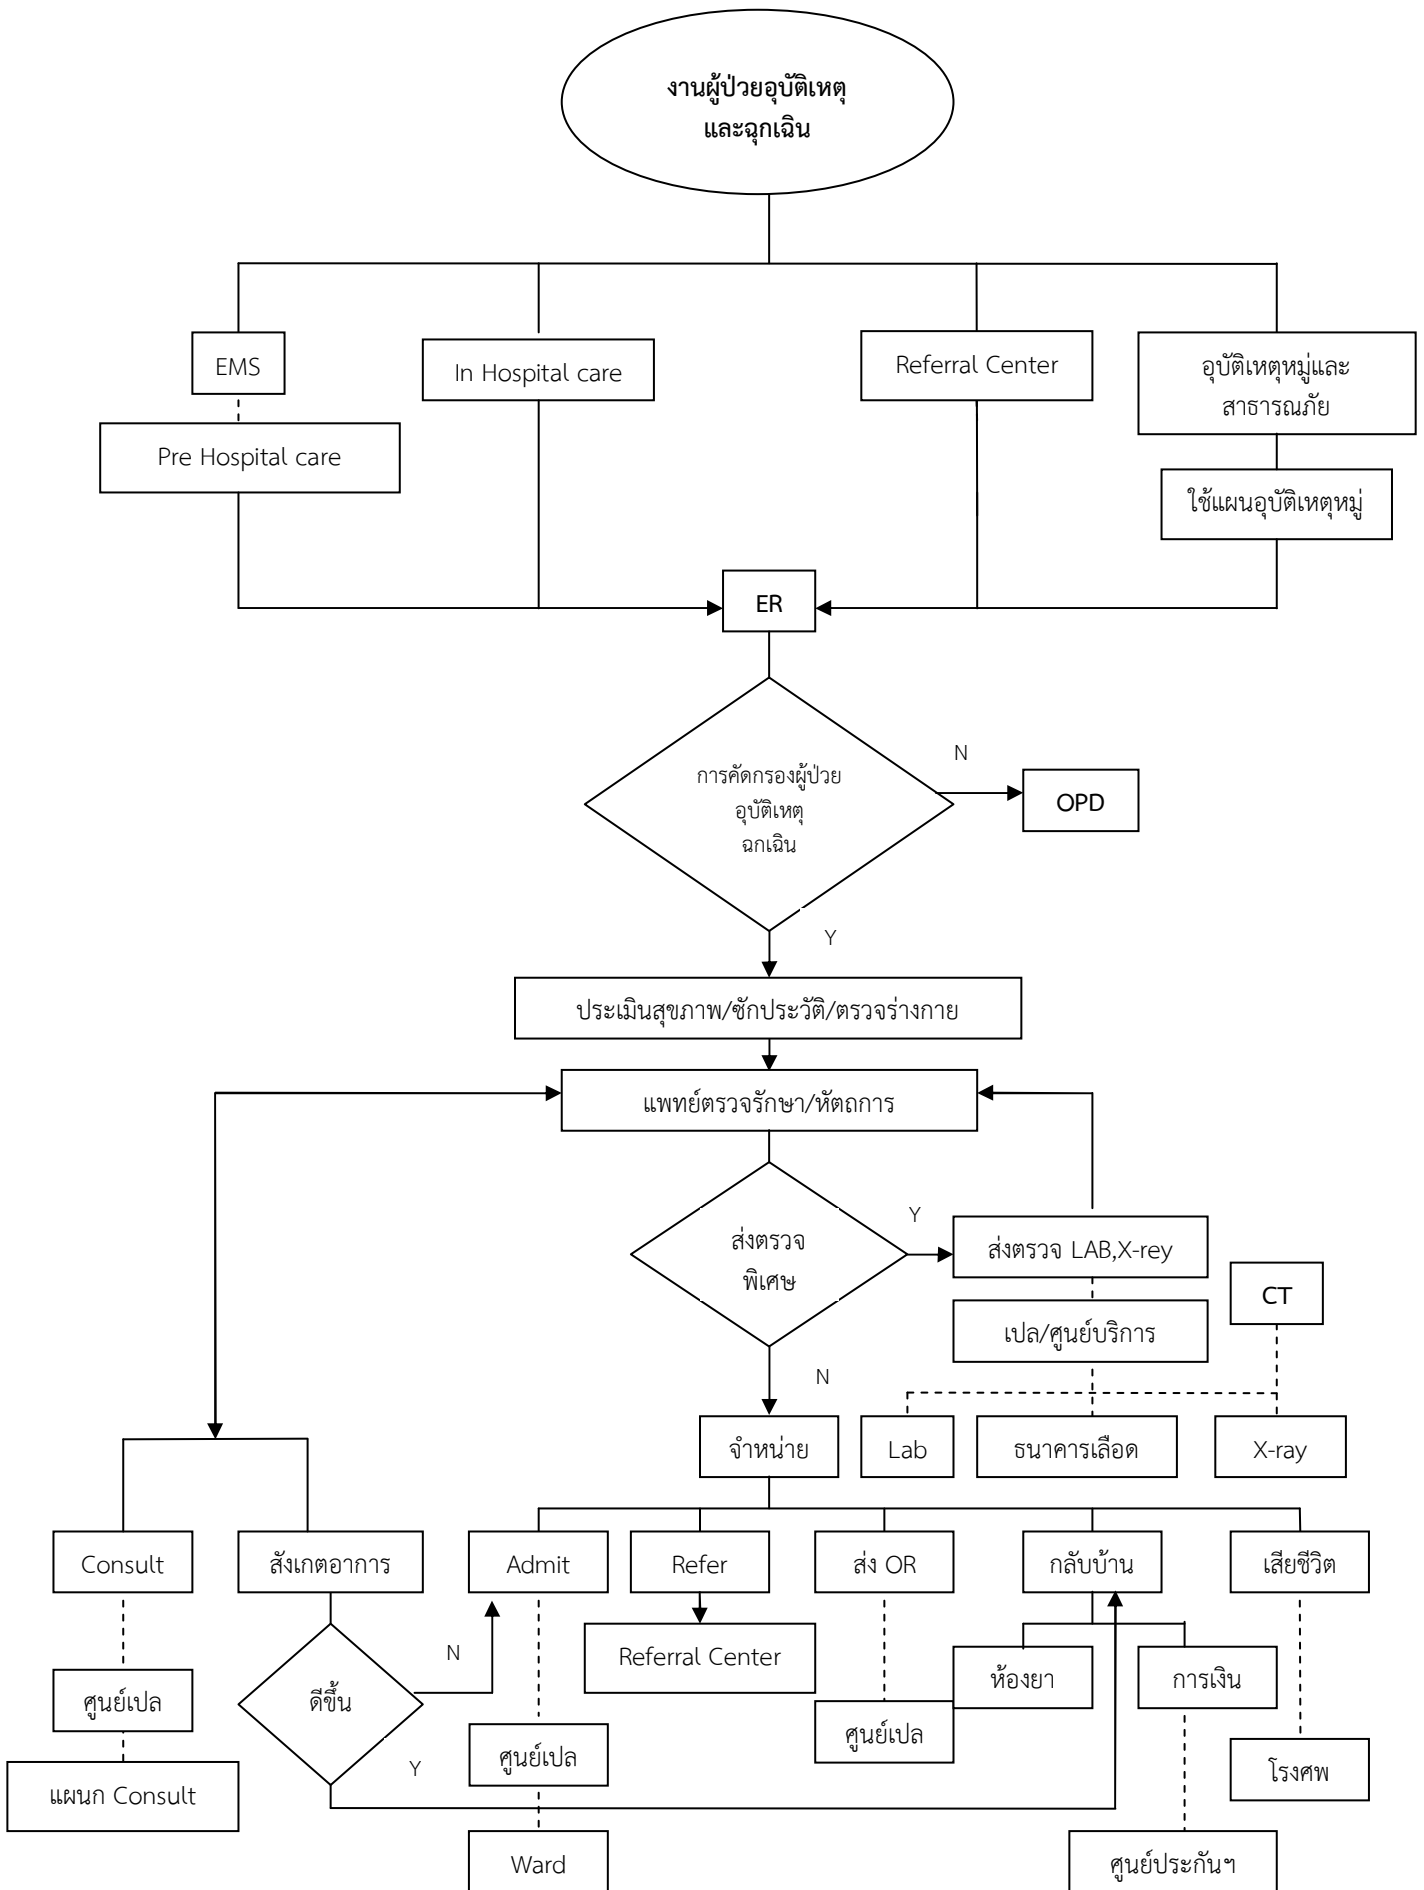 งานผู้ป่วยอุบัติเหตุ
และฉุกเฉิน
EMS
In Hospital care
Referral Center
อุบัติเหตุหมู่และ
สาธารณภัย
Pre Hospital care
ใช้แผนอุบัติเหตุหมู่
ER
N
การคัดกรองผู้ป่วย
อุบัติเหตุ
ฉกเฉิน
OPD
Y
ประเมินสุขภาพ/ซักประวัติ/ตรวจร่างกาย
แพทย์ตรวจรักษา/หัตถการ
Y
ส่งตรวจ
พิเศษ
ส่งตรวจ LAB,X-rey
CT
เปล/ศูนย์บริการ
N
จำหน่าย
Lab
ธนาคารเลือด
X-ray
Consult
สังเกตอาการ
Admit
Refer
ส่ง OR
กลับบ้าน
เสียชีวิต
N
Referral Center
ห้องยา
การเงิน
ศูนย์เปล
ดีขึ้น
ศูนย์เปล
ศูนย์เปล
Y
โรงศพ
แผนก Consult
Ward
ศูนย์ประกันฯ